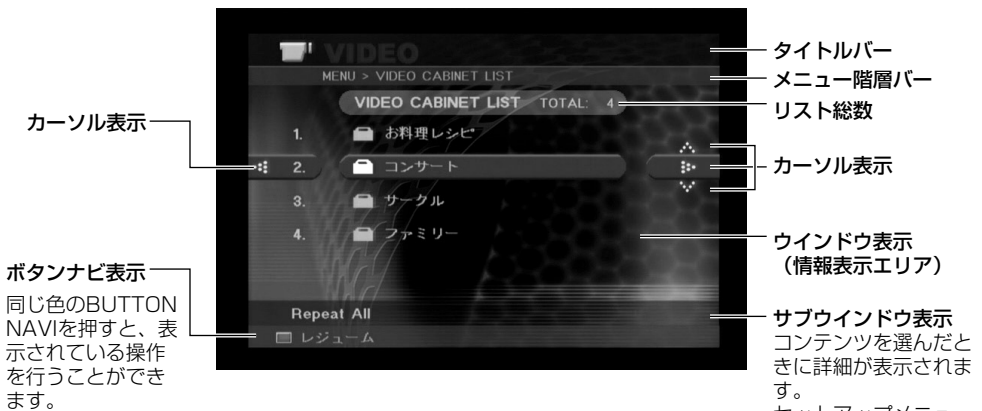 VIDEO
MENU > VIDEO CABINET LIST
VIDEO CABINET LIST TOTAL: 4
1. お料理レシピ
2. コンサート
3. サークル
4. ファミリー
Repeat All
レジューム
カーソル表示
ボタンナビ表示
同じ色のBUTTON
NAVIを押すと、表
示されている操作
を行うことができ
ます。
タイトルバー
メニュー階層バー
リスト総数
カーソル表示
ウインドウ表示
（情報表示エリア）
サブウインドウ表示
コンテンツを選んだと
きに詳細が表示されま
す。